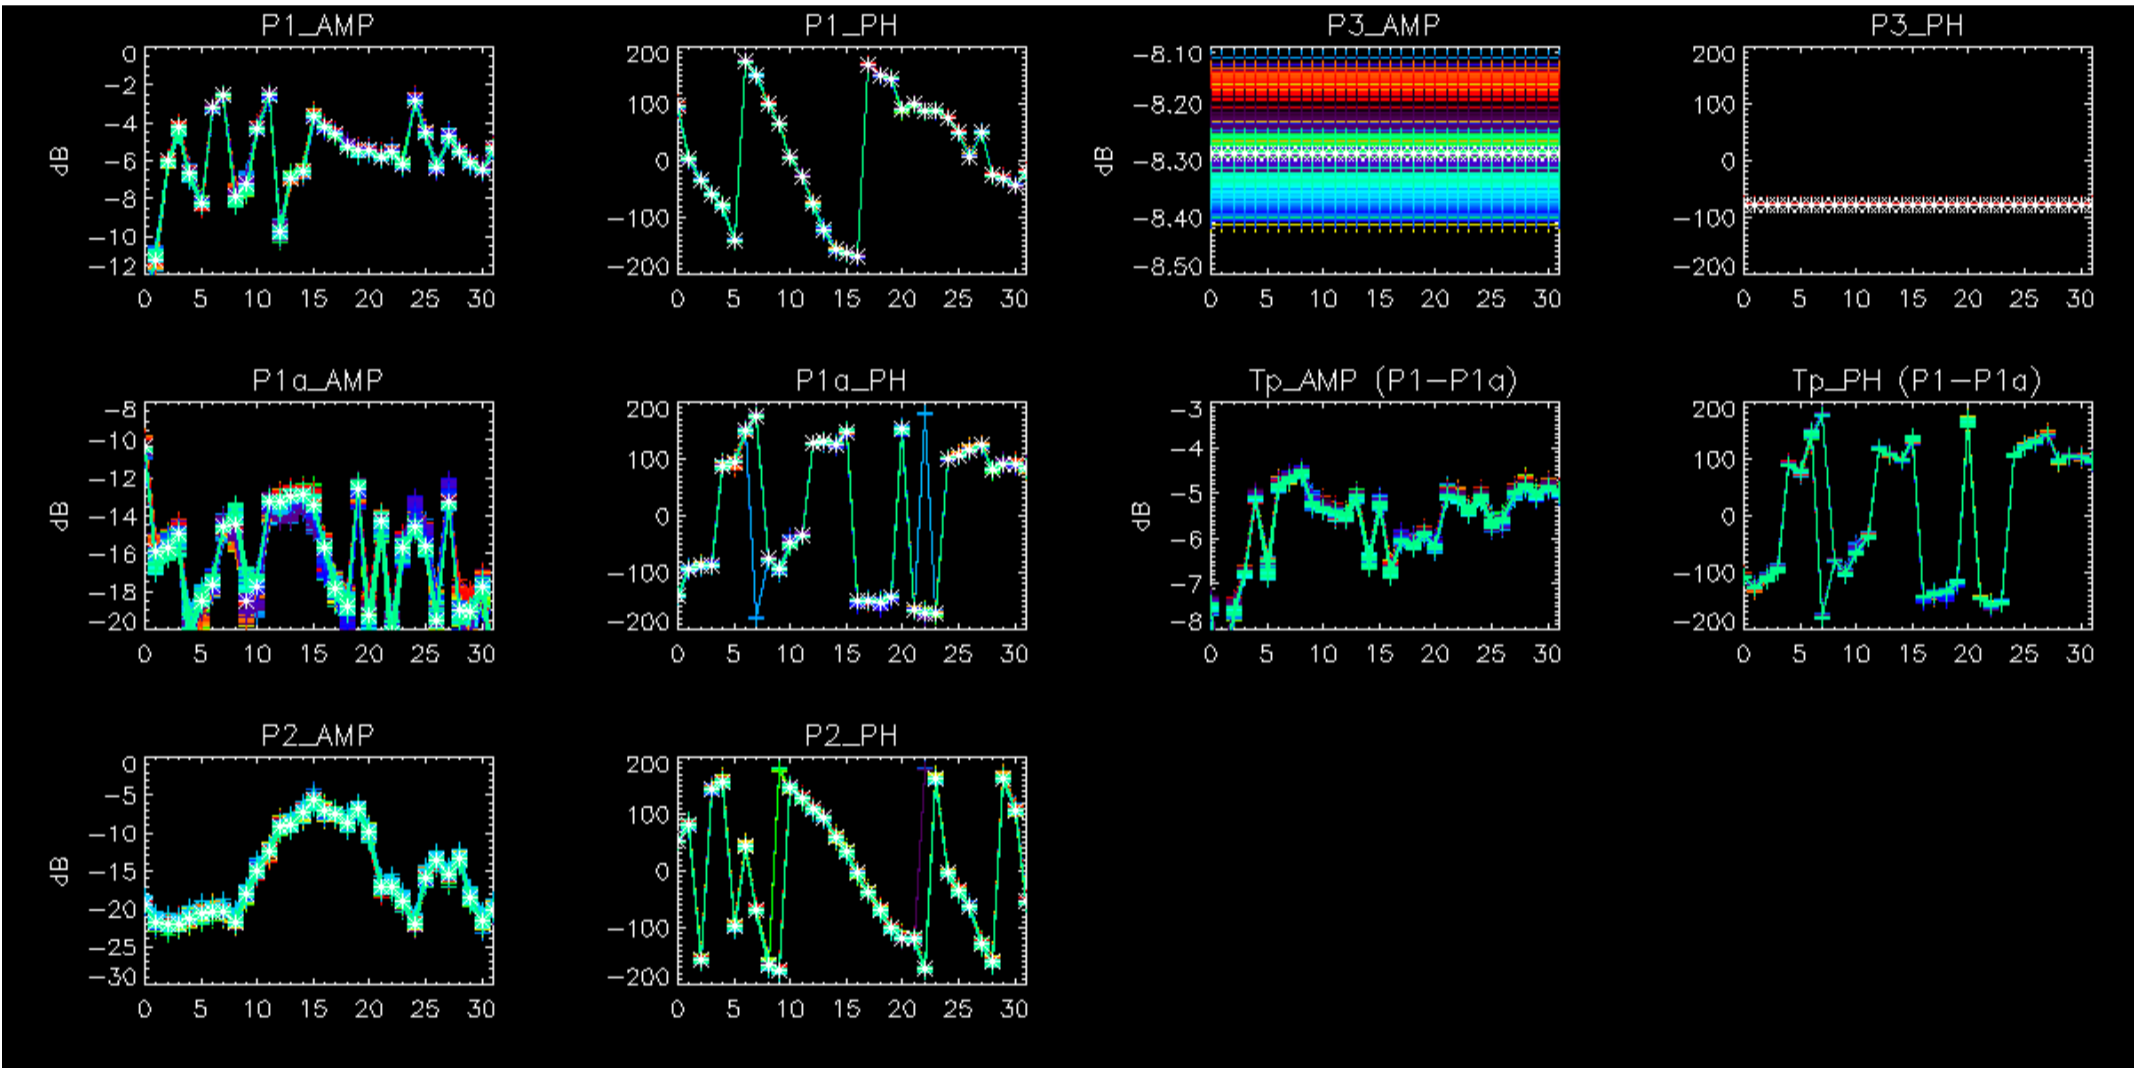 P1_AMP
0
-2
-4
-6
-8
-10
-12
dB
0 5 10 15 20 25 30
P1_PH
200
100
0
-100
-200
0 5 10 15 20 25 30
P3_AMP
-8.10
-8.20
-8.30
-8.40
-8.50
dB
0 5 10 15 20 25 30
P3_PH
200
100
0
-100
-200
0 5 10 15 20 25 30
P1a_AMP
-8
-10
-12
-14
-16
-18
-20
dB
0 5 10 15 20 25 30
P1a_PH
200
100
0
-100
-200
0 5 10 15 20 25 30
Tp_AMP (P1-P1a)
-3
-4
-5
-6
-7
-8
dB
0 5 10 15 20 25 30
Tp_PH (P1-P1a)
200
100
0
-100
-200
0 5 10 15 20 25 30
P2_AMP
0
-5
-10
-15
-20
-25
-30
dB
0 5 10 15 20 25 30
P2_PH
200
100
0
-100
-200
0 5 10 15 20 25 30